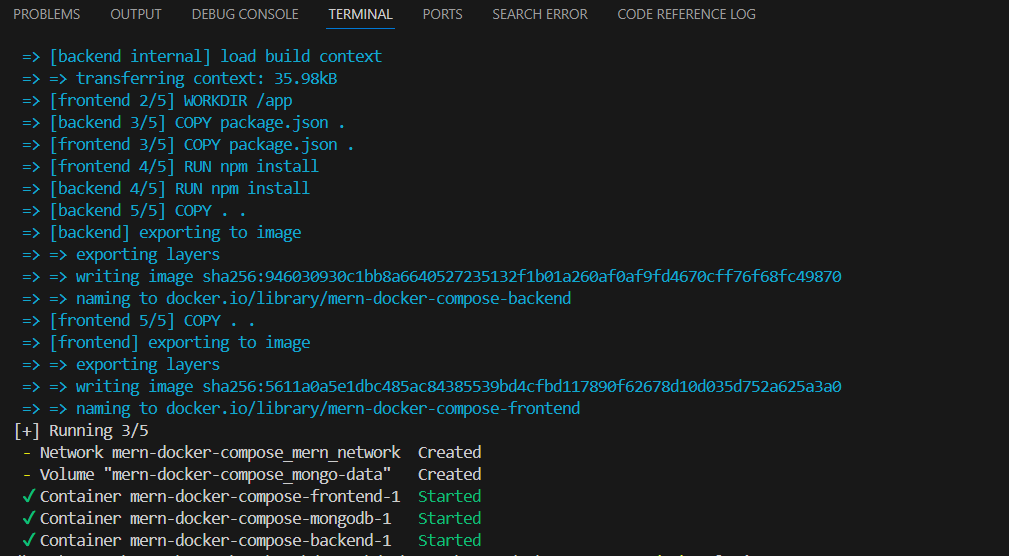 PROBLEMS OUTPUT DEBUG CONSOLE TERMINAL PORTS SEARCH ERROR CODE REFERENCE LOG
=> [backend internal] load build context
=> => transferring context: 35.98kB
=> [frontend 2/5] WORKDIR /app
=> [backend 3/5] COPY package.json .
=> [frontend 3/5] COPY package.json .
=> [frontend 4/5] RUN npm install
=> [backend 4/5] RUN npm install
=> [backend 5/5] COPY . .
=> [backend] exporting to image
=> => exporting layers
=> => writing image sha256:946030930c1bb8a6640527235132f1b01a260af0af9fd4670cff76f68fc49870
=> => naming to docker.io/library/mern-docker-compose-backend
=> [frontend 5/5] COPY . .
=> [frontend] exporting to image
=> => exporting layers
=> => writing image sha256:5611a0a5e1dbc485ac84385539bd4cfbd117890f62678d10d035d752a625a3a0
=> => naming to docker.io/library/mern-docker-compose-frontend
[+] Running 3/5
- Network mern-docker-compose_mern_network Created
- Volume "mern-docker-compose_mongo-data" Created
✓ Container mern-docker-compose-frontend-1 Started
✓ Container mern-docker-compose-mongodb-1 Started
✓ Container mern-docker-compose-backend-1 Started